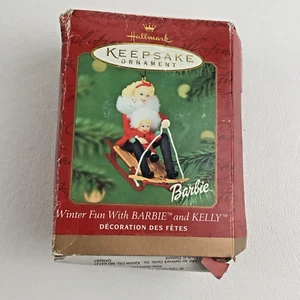 Hallmark
KEEPSAKE
ORNAMENT
Barbie
Winter Fun With BARBIE™ and KELLY™
DÉCORATION DES FÊTES